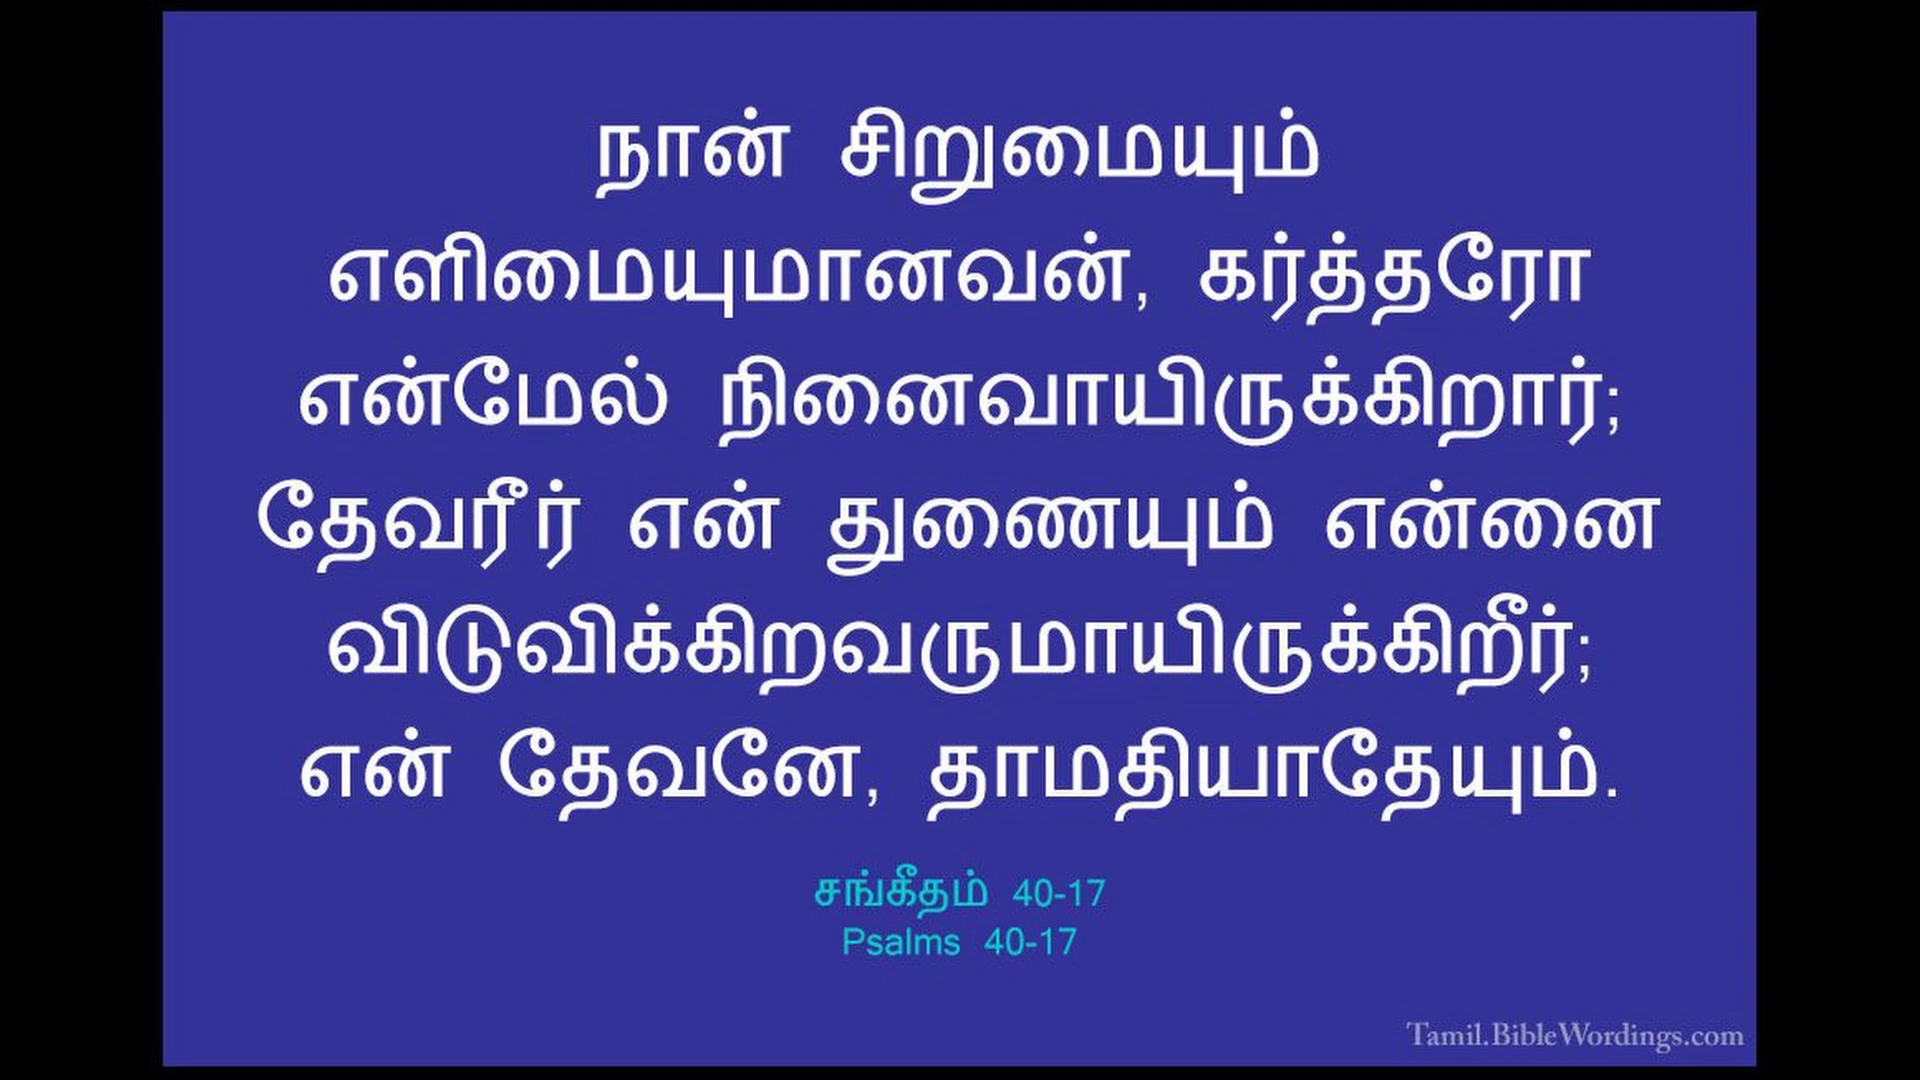 நான் சிறுமையும்
எளிமையுமானவன், கர்த்தரோ
என்மேல் நினைவாயிருக்கிறார்;
தேவரீர் என் துணையும் என்னை
விடுவிக்கிறவருமாயிருக்கிறீர்;
என் தேவனே, தாமதியாதேயும்.
சங்கீதம் 40-17
Psalms 40-17
Tamil.BibleWordings.com